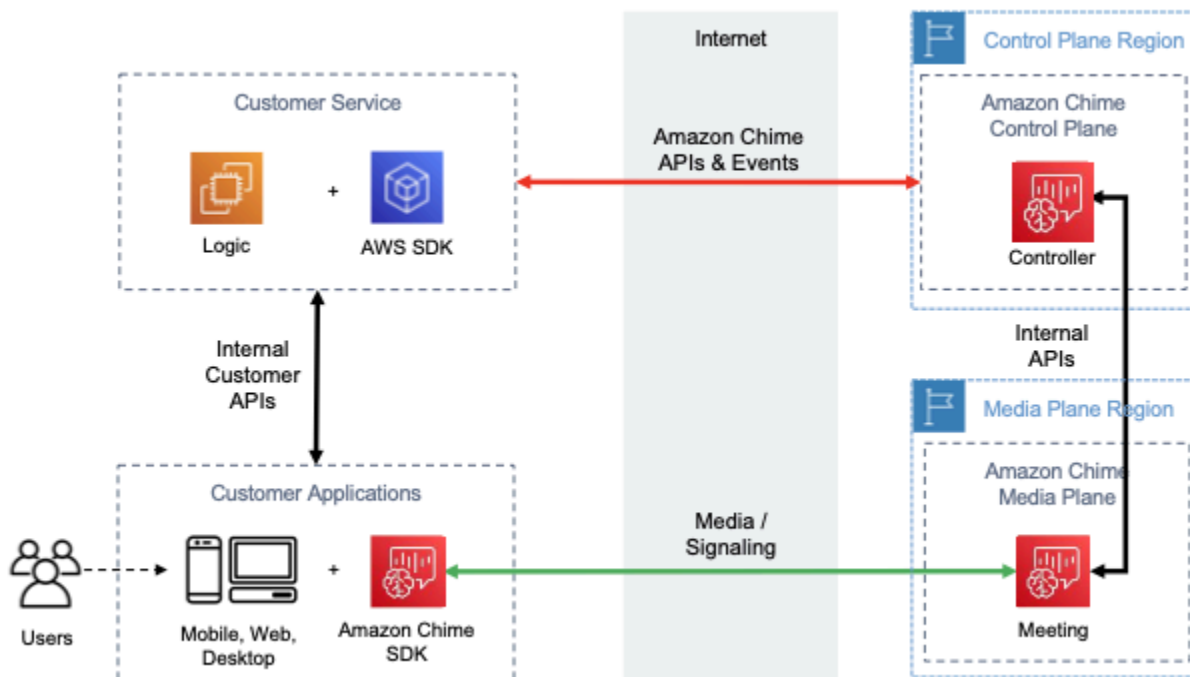 Internet
Control Plane Region
Customer Service
Amazon Chime
Control Plane
Amazon Chime
APIs & Events
Logic
+
AWS SDK
Controller
Internal
Customer
APIs
Internal
APIs
Media Plane Region
Customer Applications
Amazon Chime
Media Plane
Media /
Signaling
+
Users
Mobile, Web,
Desktop
Amazon Chime
SDK
Meeting